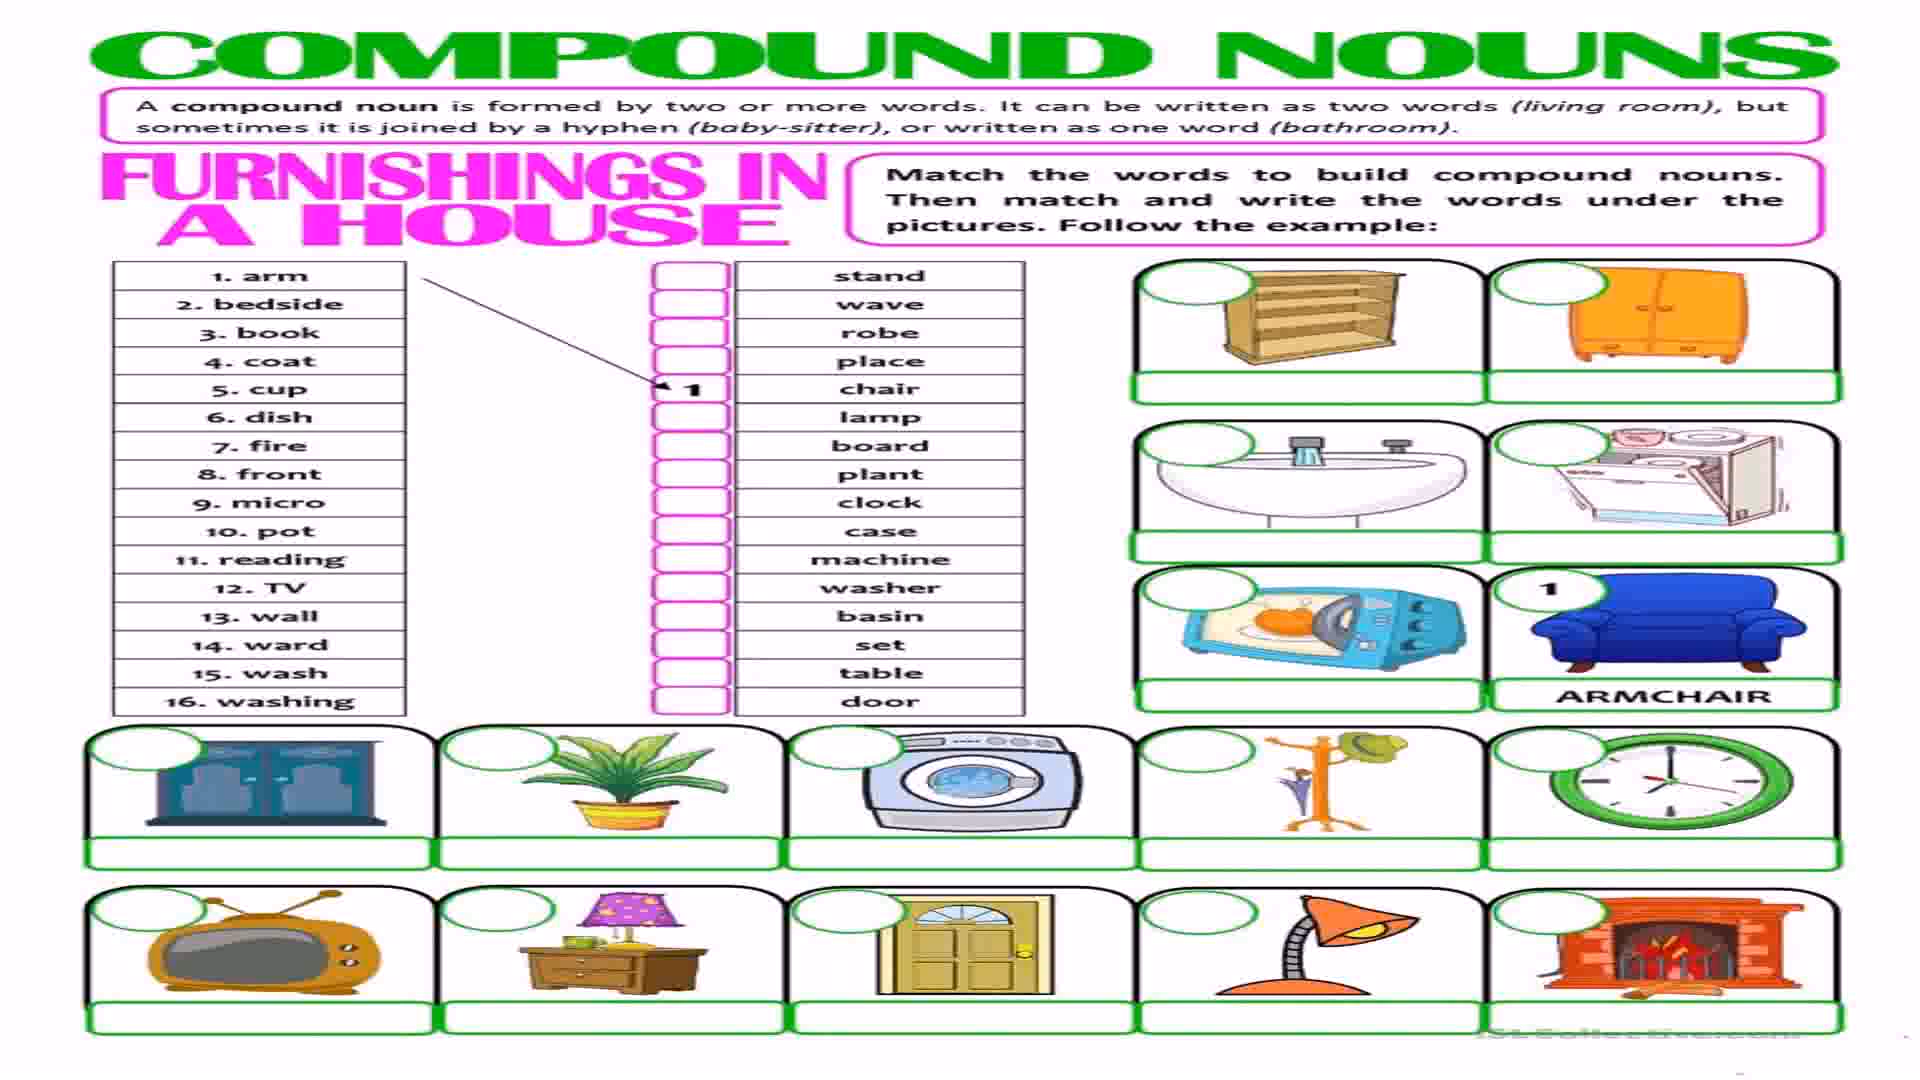 COMPOUND NOUNS
A compound noun is formed by two or more words. It can be written as two words (living room), but
sometimes it is joined by a hyphen (baby-sitter), or written as one word (bathroom).
FURNISHINGS IN
A HOUSE
Match the words to build compound nouns.
Then match and write the words under the
pictures. Follow the example:
1. arm
2. bedside
3. book
4. coat
5. cup
6. dish
7. fire
8. front
9. micro
10. pot
11. reading
12. TV
13. wall
14. ward
15. wash
16. washing
1
stand
wave
robe
place
chair
lamp
board
plant
clock
case
machine
washer
basin
set
table
door
1
ARMCHAIR
iSLCollective.com